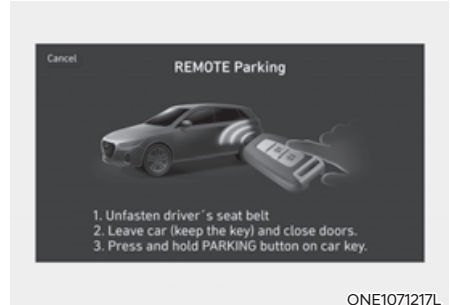 Cancel
REMOTE Parking
1. Unfasten driver´s seat belt
2. Leave car (keep the key) and close doors.
3. Press and hold PARKING button on car key.
ONE1071217L